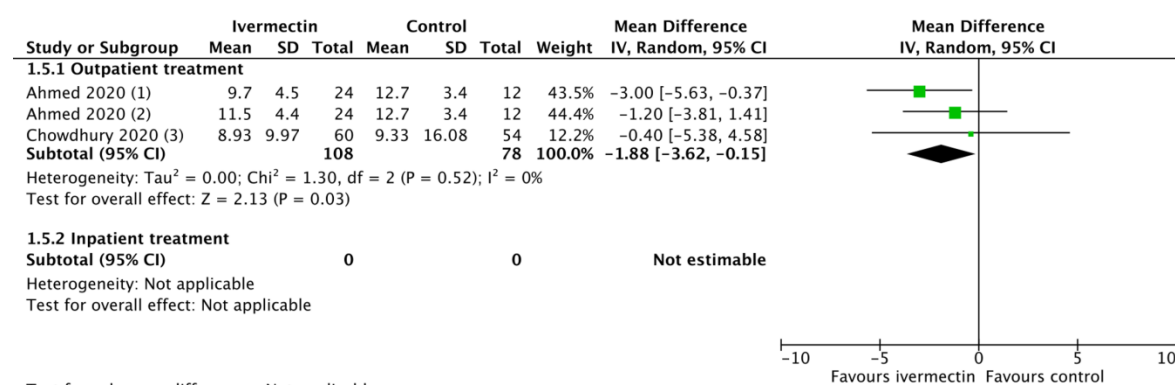 Ivermectin Control Mean Difference Mean Difference
Study or Subgroup Mean SD Total Mean SD Total Weight IV, Random, 95% CI IV, Random, 95% CI
1.5.1 Outpatient treatment
Ahmed 2020 (1) 9.7 4.5 24 12.7 3.4 12 43.5% −3.00 [−5.63, −0.37]
Ahmed 2020 (2) 11.5 4.4 24 12.7 3.4 12 44.4% −1.20 [−3.81, 1.41]
Chowdhury 2020 (3) 8.93 9.97 60 9.33 16.08 54 12.2% −0.40 [−5.38, 4.58]
Subtotal (95% CI) 108 78 100.0% −1.88 [−3.62, −0.15]
Heterogeneity: Tau² = 0.00; Chi² = 1.30, df = 2 (P = 0.52); I² = 0%
Test for overall effect: Z = 2.13 (P = 0.03)
1.5.2 Inpatient treatment
Subtotal (95% CI) 0 0 Not estimable
Heterogeneity: Not applicable
Test for overall effect: Not applicable
−10 −5 0 5 10
Favours ivermectin Favours control